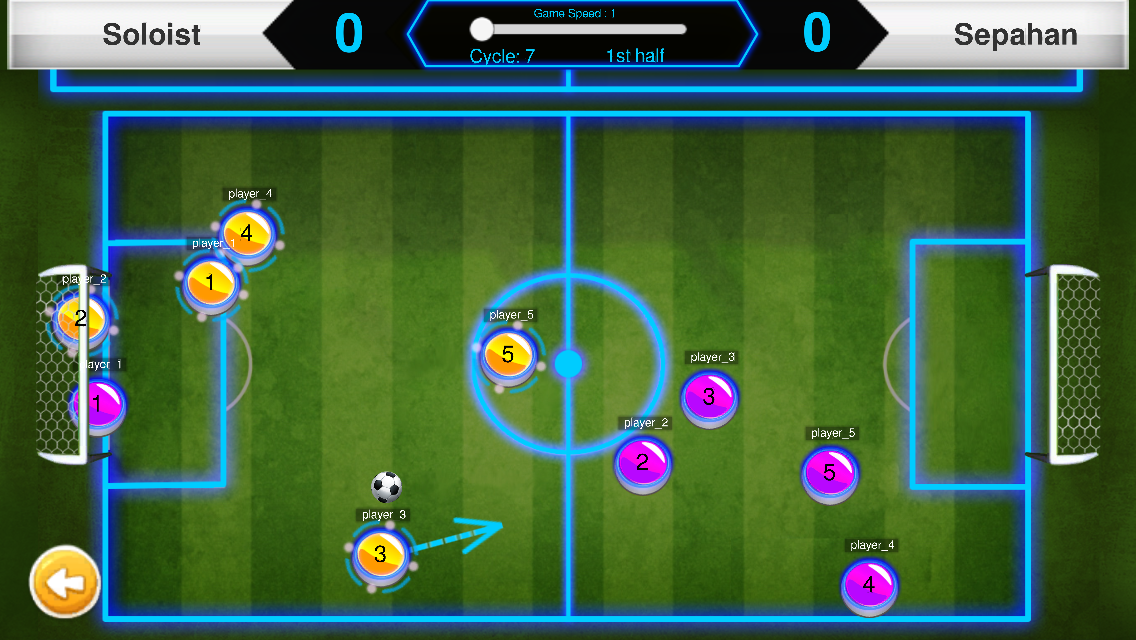 Soloist
0
Game Speed : 1
Cycle: 7
1st half
0
Sepahan
player_4
4
player_1
1
player_2
2
player_1
1
player_5
5
player_3
3
player_2
2
player_5
5
player_3
3
player_4
4